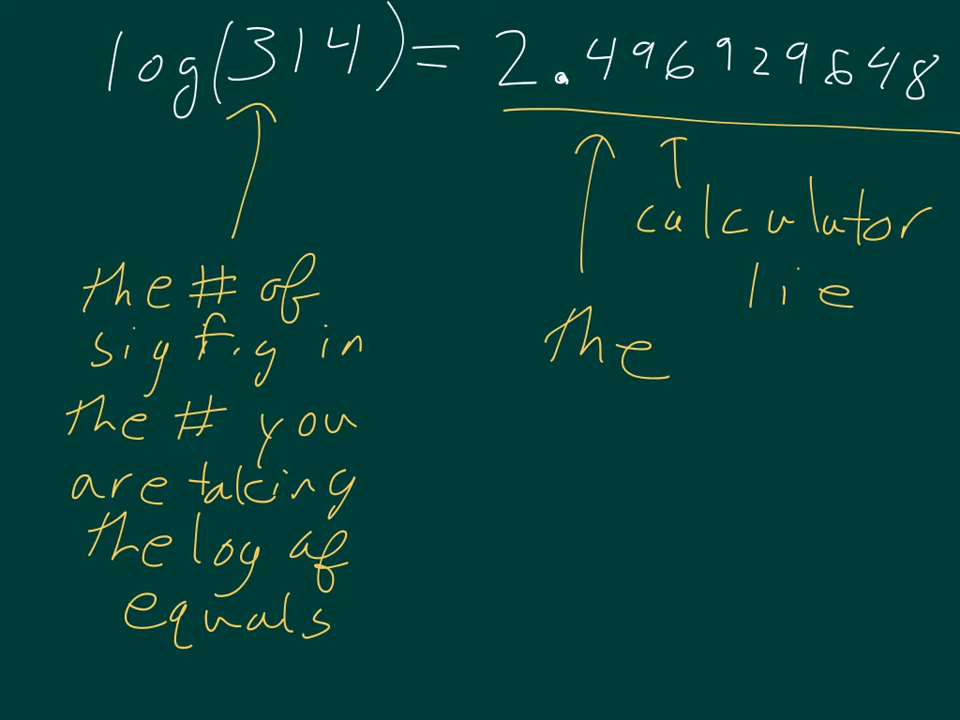 log(314) = 2.496929648
the # of
sig fig in
the # you
are taking
the log of
equals
calculator
lie
the